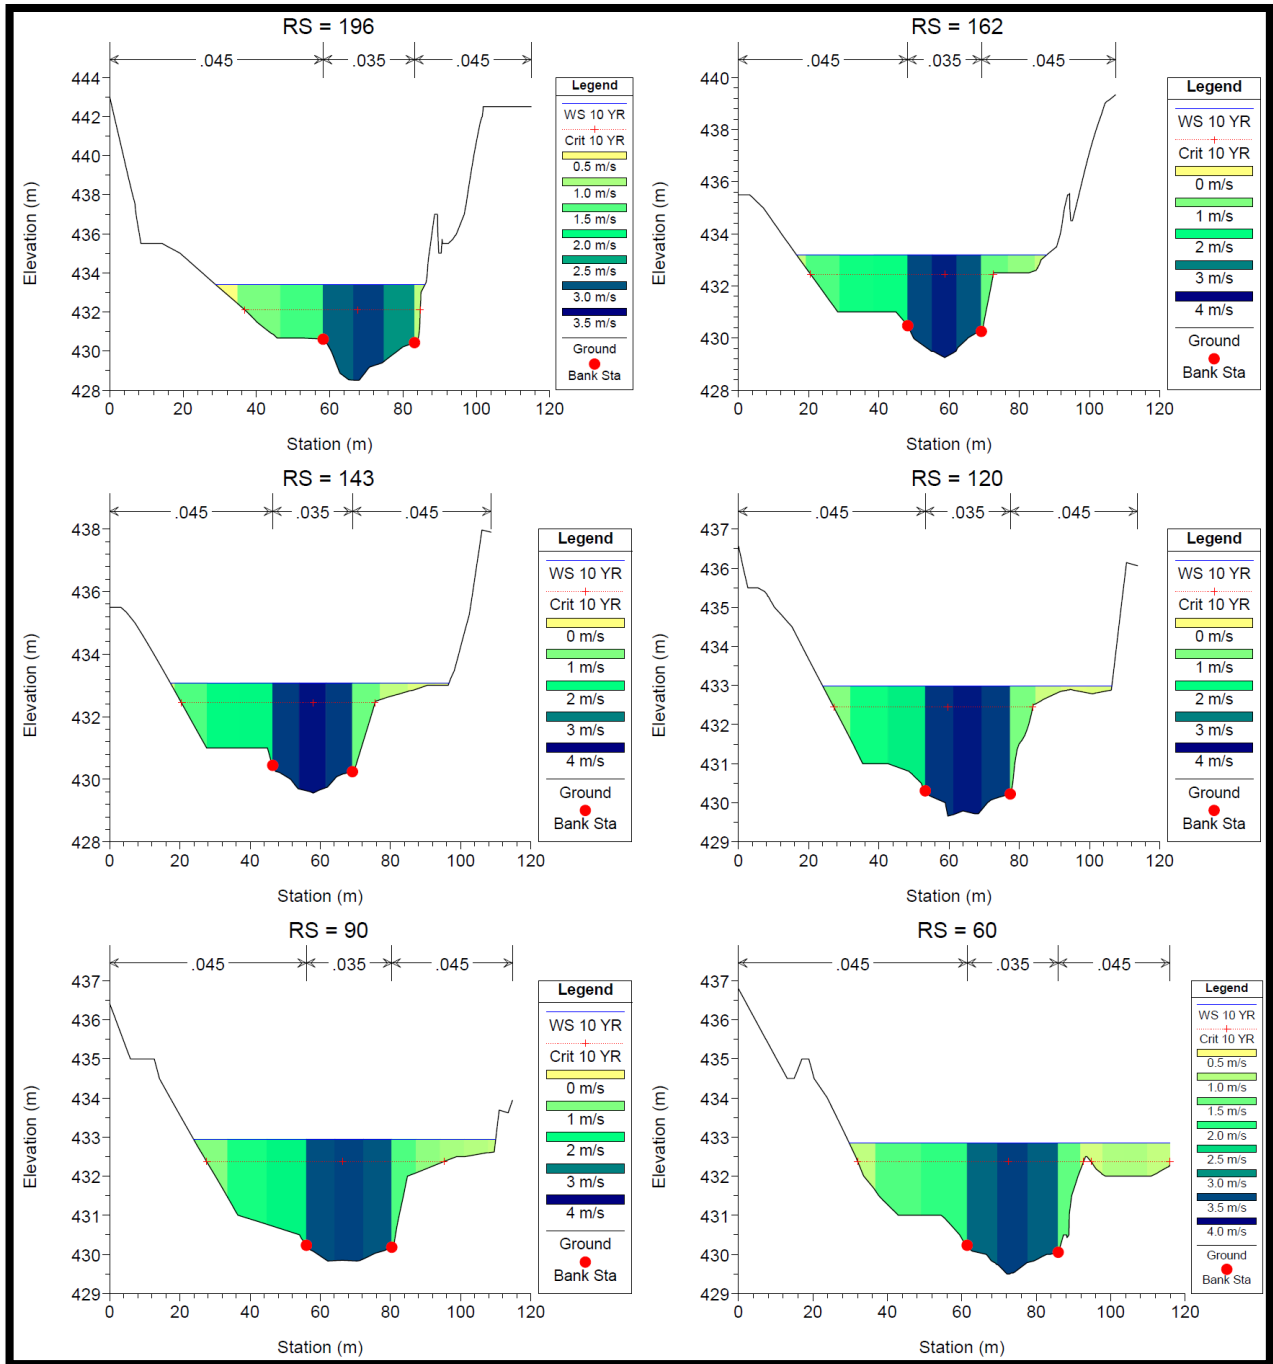 RS = 196
.045 .035 .045
444
442
440
438
436
434
432
430
428
Elevation (m)
0 20 40 60 80 100 120
Station (m)
Legend
WS 10 YR
Crit 10 YR
0.5 m/s
1.0 m/s
1.5 m/s
2.0 m/s
2.5 m/s
3.0 m/s
3.5 m/s
Ground
Bank Sta
RS = 162
.045 .035 .045
440
438
436
434
432
430
428
Elevation (m)
0 20 40 60 80 100 120
Station (m)
Legend
WS 10 YR
Crit 10 YR
0 m/s
1 m/s
2 m/s
3 m/s
4 m/s
Ground
Bank Sta
RS = 143
.045 .035 .045
438
436
434
432
430
428
Elevation (m)
0 20 40 60 80 100 120
Station (m)
Legend
WS 10 YR
Crit 10 YR
0 m/s
1 m/s
2 m/s
3 m/s
4 m/s
Ground
Bank Sta
RS = 120
.045 .035 .045
437
436
435
434
433
432
431
430
429
Elevation (m)
0 20 40 60 80 100 120
Station (m)
Legend
WS 10 YR
Crit 10 YR
0 m/s
1 m/s
2 m/s
3 m/s
4 m/s
Ground
Bank Sta
RS = 90
.045 .035 .045
437
436
435
434
433
432
431
430
429
Elevation (m)
0 20 40 60 80 100 120
Station (m)
Legend
WS 10 YR
Crit 10 YR
0 m/s
1 m/s
2 m/s
3 m/s
4 m/s
Ground
Bank Sta
RS = 60
.045 .035 .045
437
436
435
434
433
432
431
430
429
Elevation (m)
0 20 40 60 80 100 120
Station (m)
Legend
WS 10 YR
Crit 10 YR
0.5 m/s
1.0 m/s
1.5 m/s
2.0 m/s
2.5 m/s
3.0 m/s
3.5 m/s
4.0 m/s
Ground
Bank Sta